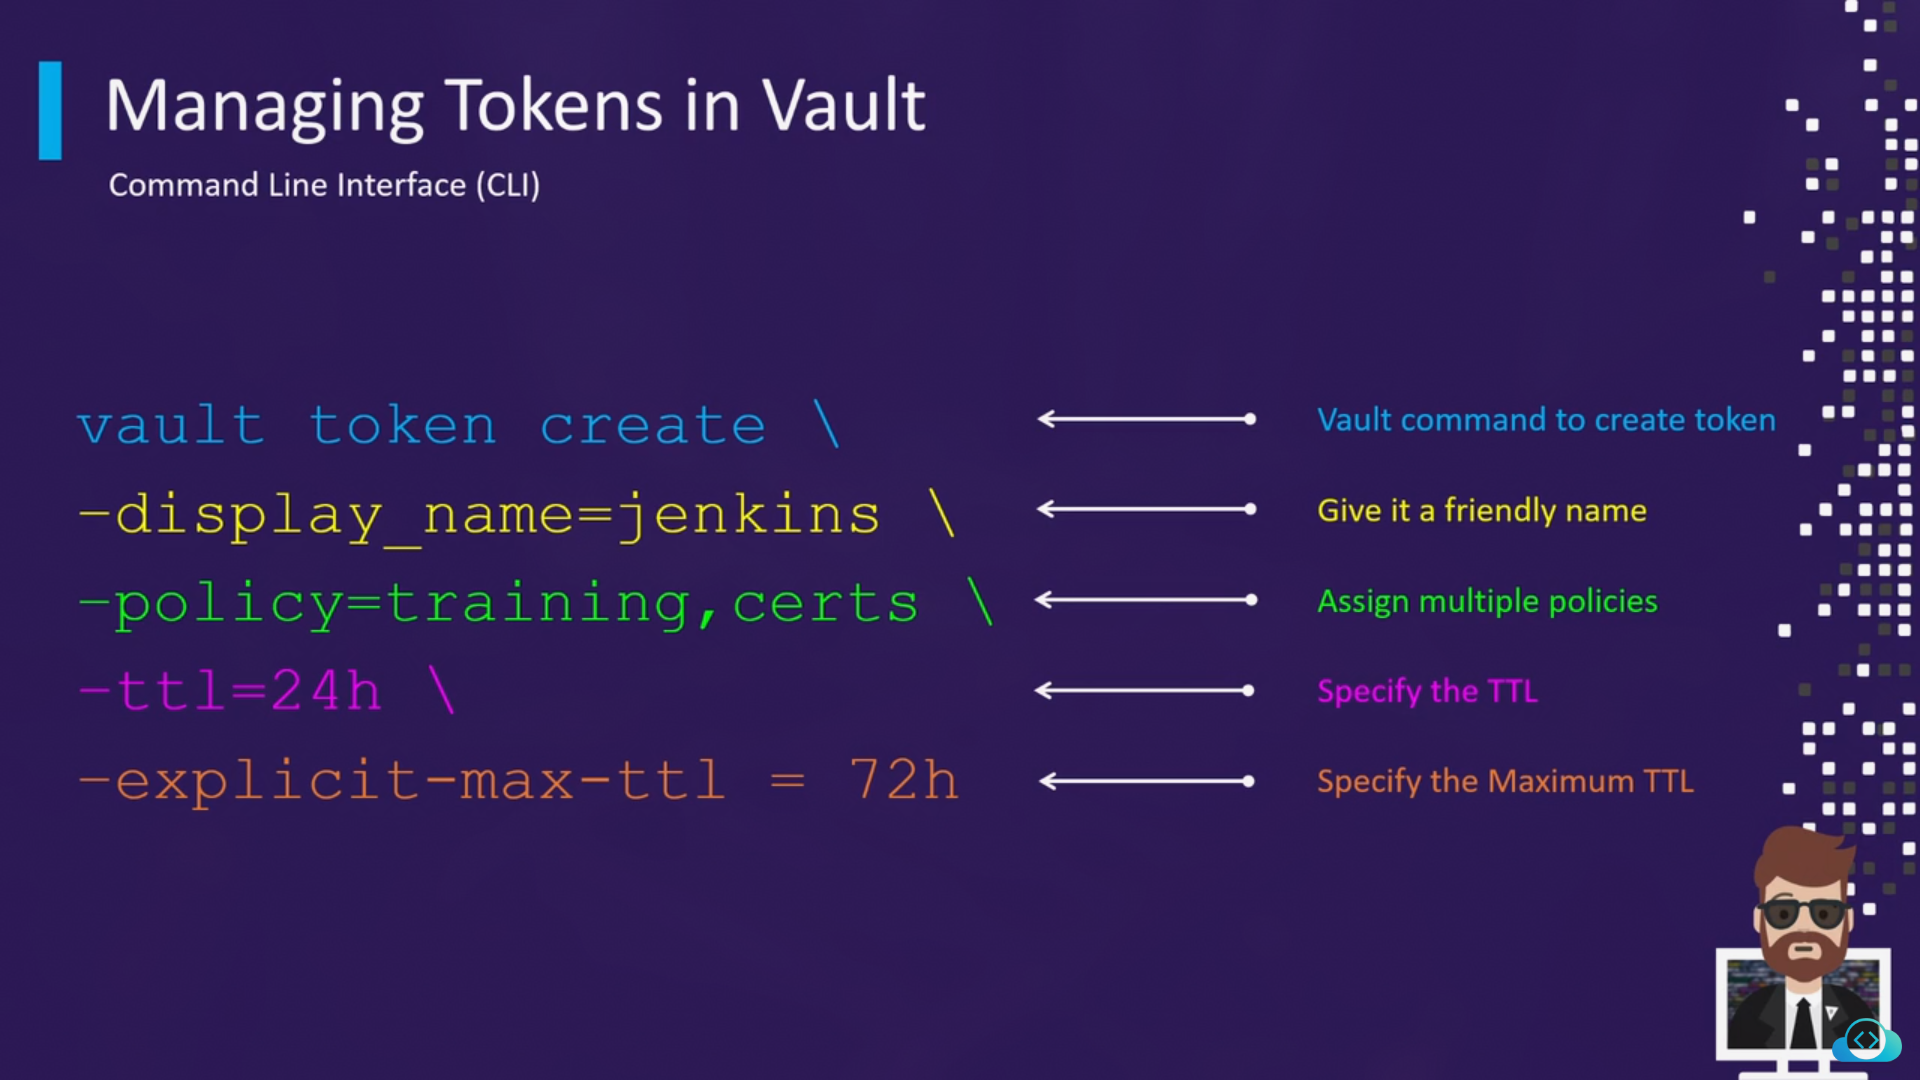 Managing Tokens in Vault
Command Line Interface (CLI)
vault token create \
Vault command to create token
-display_name=jenkins \
Give it a friendly name
-policy=training,certs \
Assign multiple policies
-ttl=24h \
Specify the TTL
-explicit-max-ttl = 72h
Specify the Maximum TTL